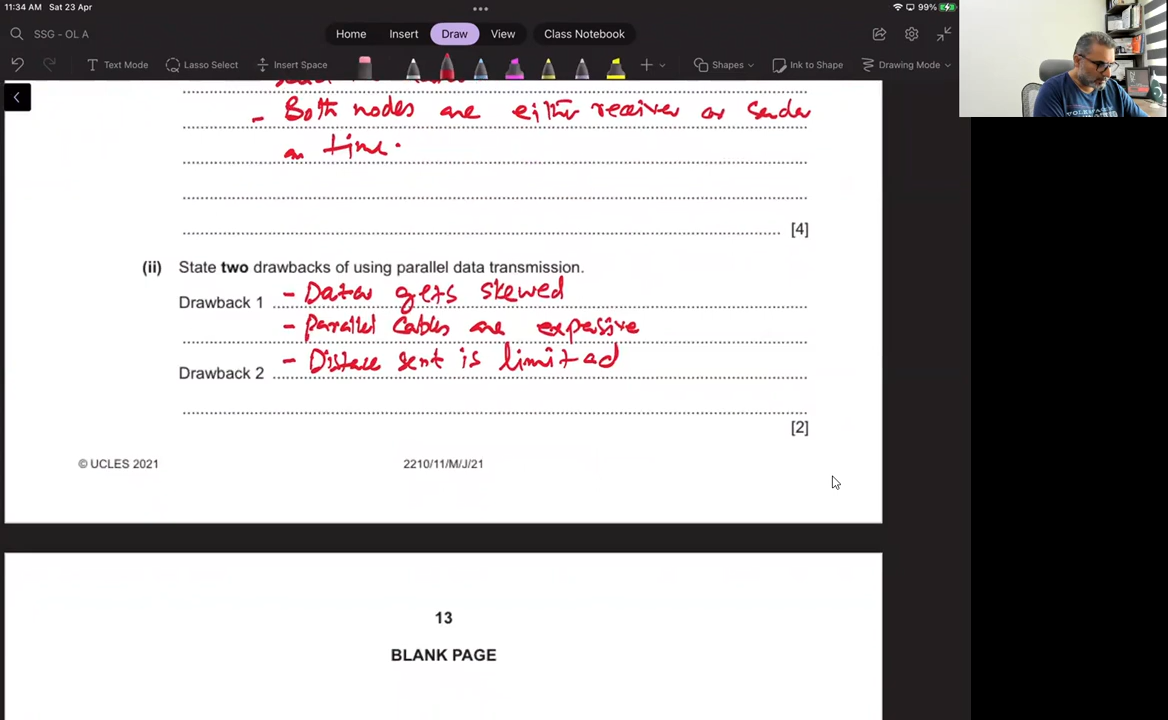 11:34 AM Sat 23 Apr
99%
SSG - OL A
Home Insert Draw View Class Notebook
Text Mode Lasso Select Insert Space Shapes Ink to Shape Drawing Mode
- Both nodes are either receiver or sender
time.
[4]
(ii) State two drawbacks of using parallel data transmission.
Drawback 1 - Data gets skewed
- Parallel cables are expasive
Drawback 2 - Distace sent is limited
[2]
© UCLES 2021
2210/11/M/J/21
13
BLANK PAGE